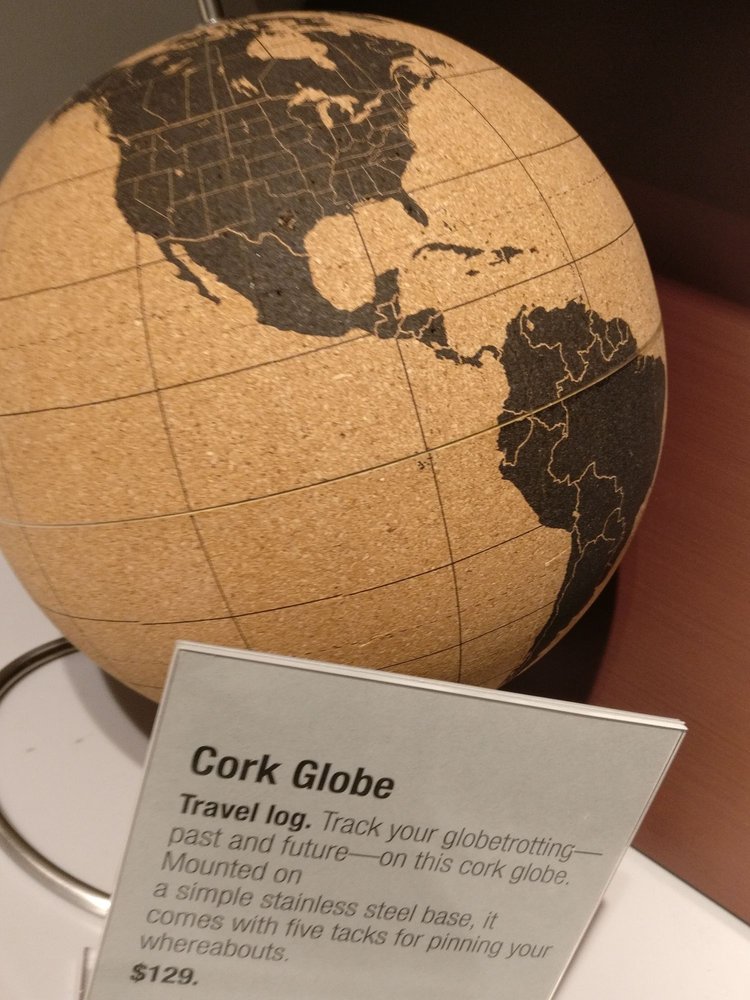 Cork Globe
Travel log. Track your globetrotting—
past and future—on this cork globe.
Mounted on
a simple stainless steel base, it
comes with five tacks for pinning your
whereabouts.
$129.